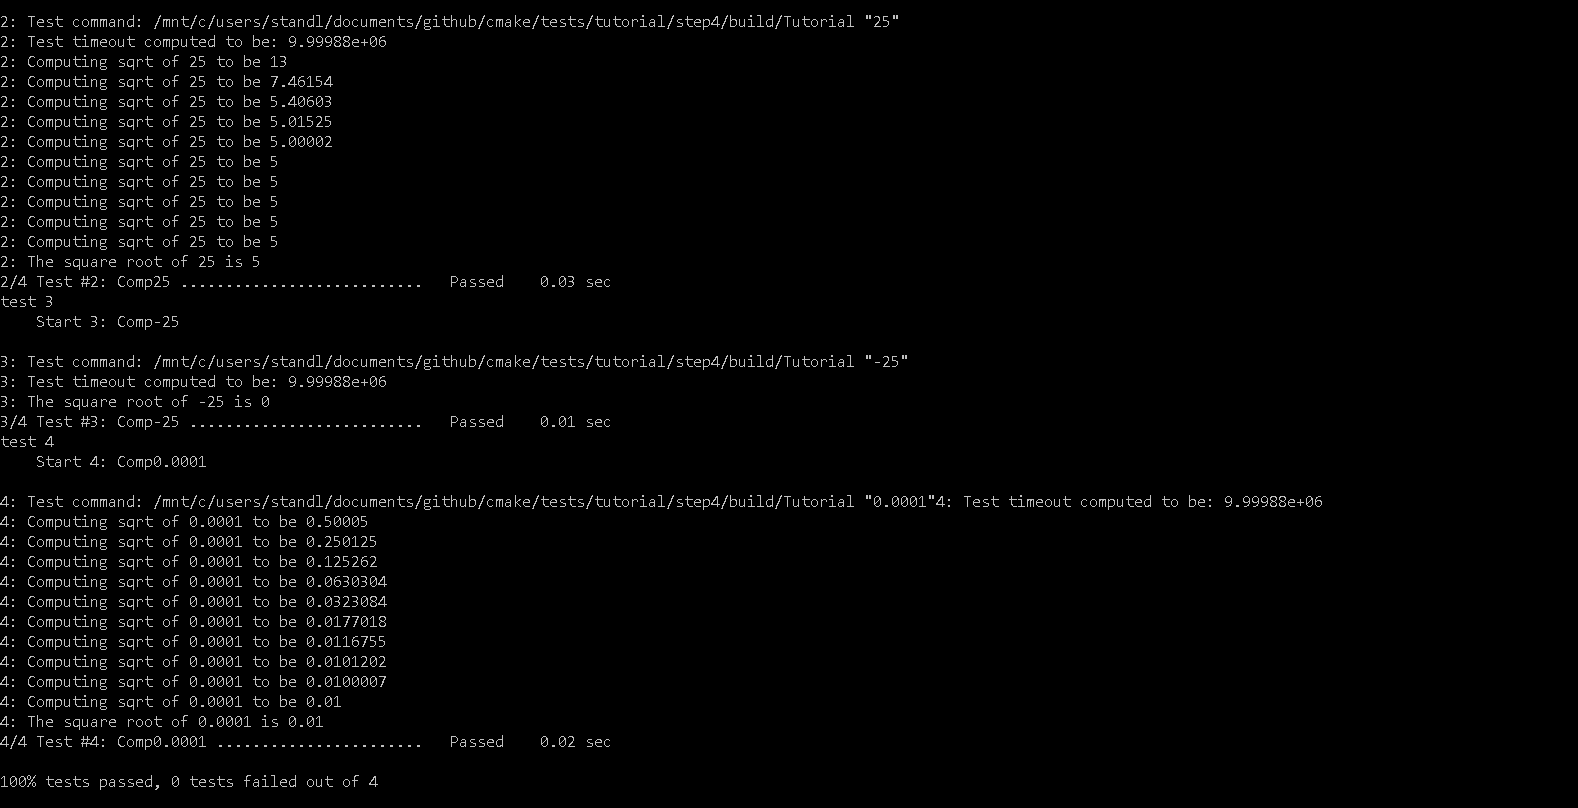 2: Test command: /mnt/c/users/standl/documents/github/cmake/tests/tutorial/step4/build/Tutorial "25"
2: Test timeout computed to be: 9.99988e+06
2: Computing sqrt of 25 to be 13
2: Computing sqrt of 25 to be 7.46154
2: Computing sqrt of 25 to be 5.40603
2: Computing sqrt of 25 to be 5.01525
2: Computing sqrt of 25 to be 5.00002
2: Computing sqrt of 25 to be 5
2: Computing sqrt of 25 to be 5
2: Computing sqrt of 25 to be 5
2: Computing sqrt of 25 to be 5
2: Computing sqrt of 25 to be 5
2: The square root of 25 is 5
2/4 Test #2: Comp25 ...........................   Passed    0.03 sec
test 3
    Start 3: Comp-25
3: Test command: /mnt/c/users/standl/documents/github/cmake/tests/tutorial/step4/build/Tutorial "-25"
3: Test timeout computed to be: 9.99988e+06
3: The square root of -25 is 0
3/4 Test #3: Comp-25 ..........................   Passed    0.01 sec
test 4
    Start 4: Comp0.0001
4: Test command: /mnt/c/users/standl/documents/github/cmake/tests/tutorial/step4/build/Tutorial "0.0001"4: Test timeout computed to be: 9.99988e+06
4: Computing sqrt of 0.0001 to be 0.50005
4: Computing sqrt of 0.0001 to be 0.250125
4: Computing sqrt of 0.0001 to be 0.125262
4: Computing sqrt of 0.0001 to be 0.0630304
4: Computing sqrt of 0.0001 to be 0.0323084
4: Computing sqrt of 0.0001 to be 0.0177018
4: Computing sqrt of 0.0001 to be 0.0116755
4: Computing sqrt of 0.0001 to be 0.0101202
4: Computing sqrt of 0.0001 to be 0.0100007
4: Computing sqrt of 0.0001 to be 0.01
4: The square root of 0.0001 is 0.01
4/4 Test #4: Comp0.0001 .......................   Passed    0.02 sec
100% tests passed, 0 tests failed out of 4